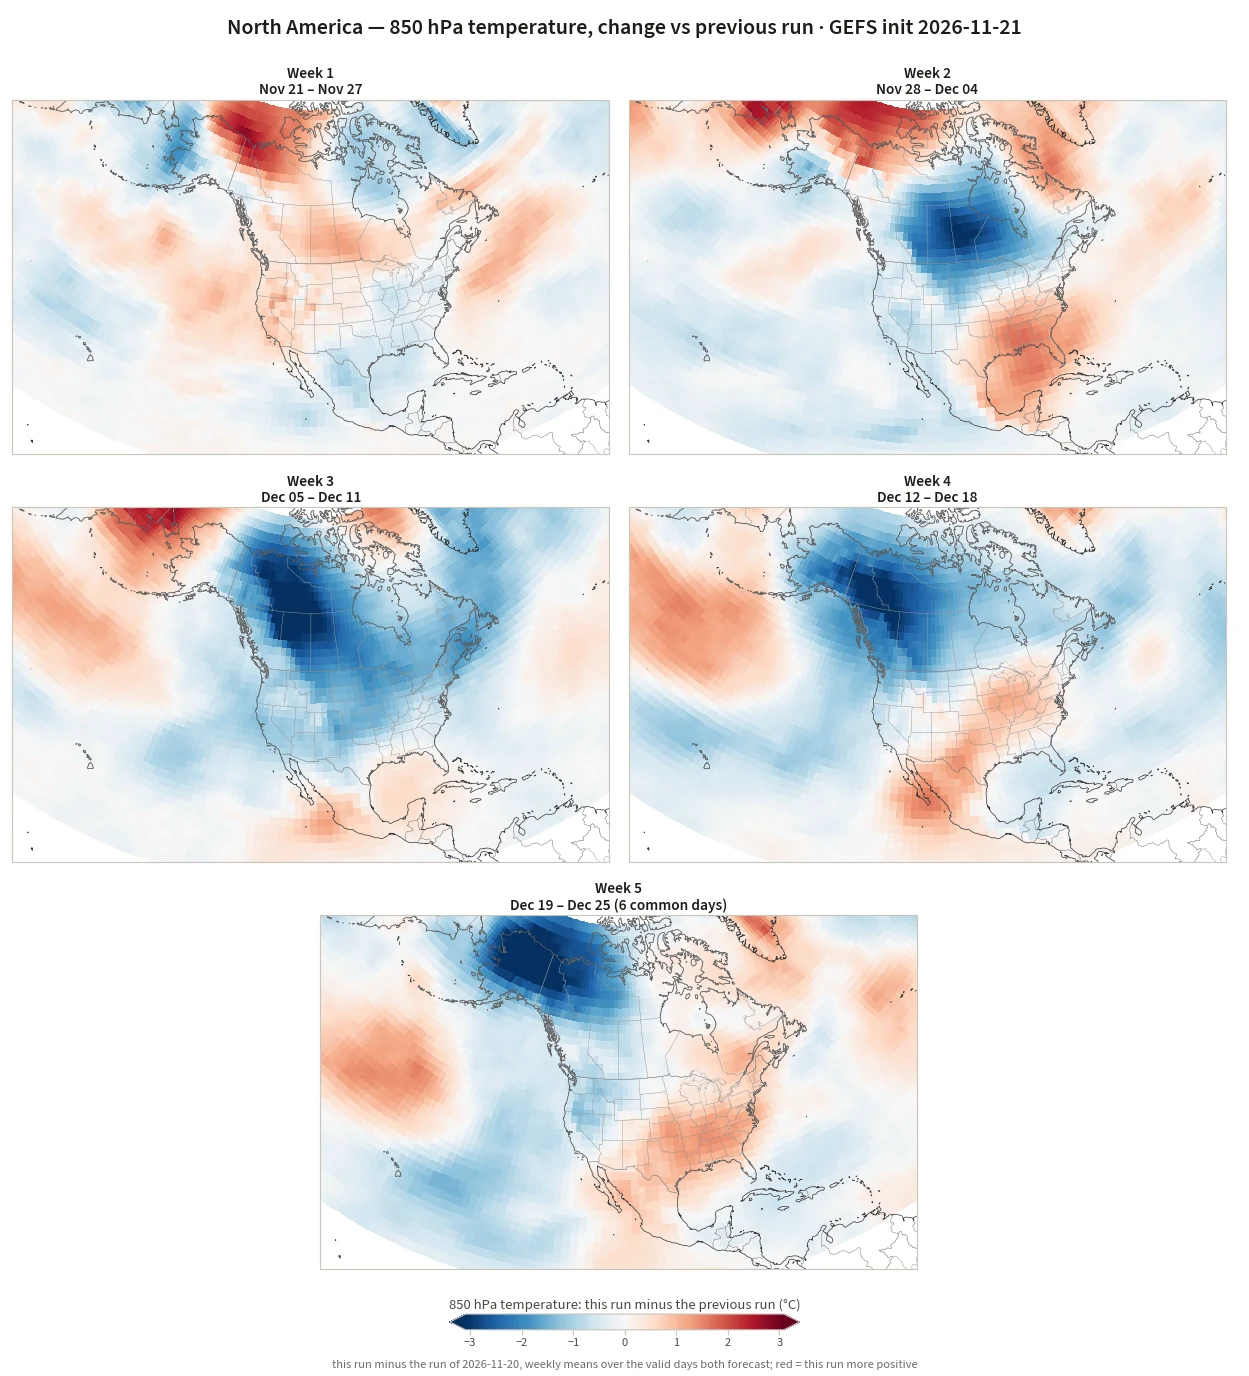 North America — 850 hPa temperature, change vs previous run · GEFS init 2026-11-21
Week 1
Nov 21 – Nov 27
Week 2
Nov 28 – Dec 04
Week 3
Dec 05 – Dec 11
Week 4
Dec 12 – Dec 18
Week 5
Dec 19 – Dec 25 (6 common days)
850 hPa temperature: this run minus the previous run (°C)
−3 −2 −1 0 1 2 3
this run minus the run of 2026-11-20, weekly means over the valid days both forecast; red = this run more positive